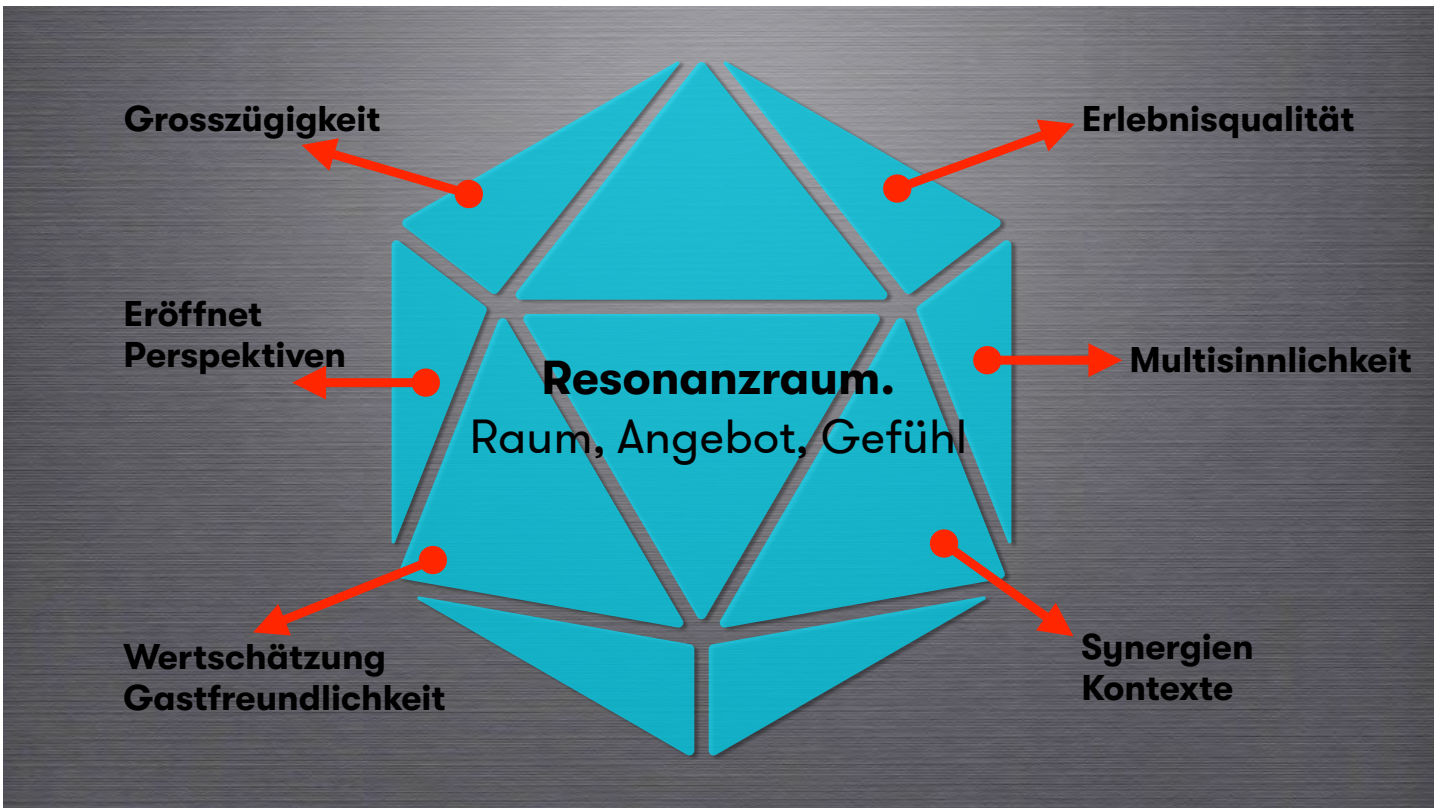 Grosszügigkeit
Erlebnisqualität
Eröffnet
Perspektiven
Resonanzraum.
Raum, Angebot, Gefühl
Multisinnlichkeit
Wertschätzung
Gastfreundlichkeit
Synergien
Kontexte